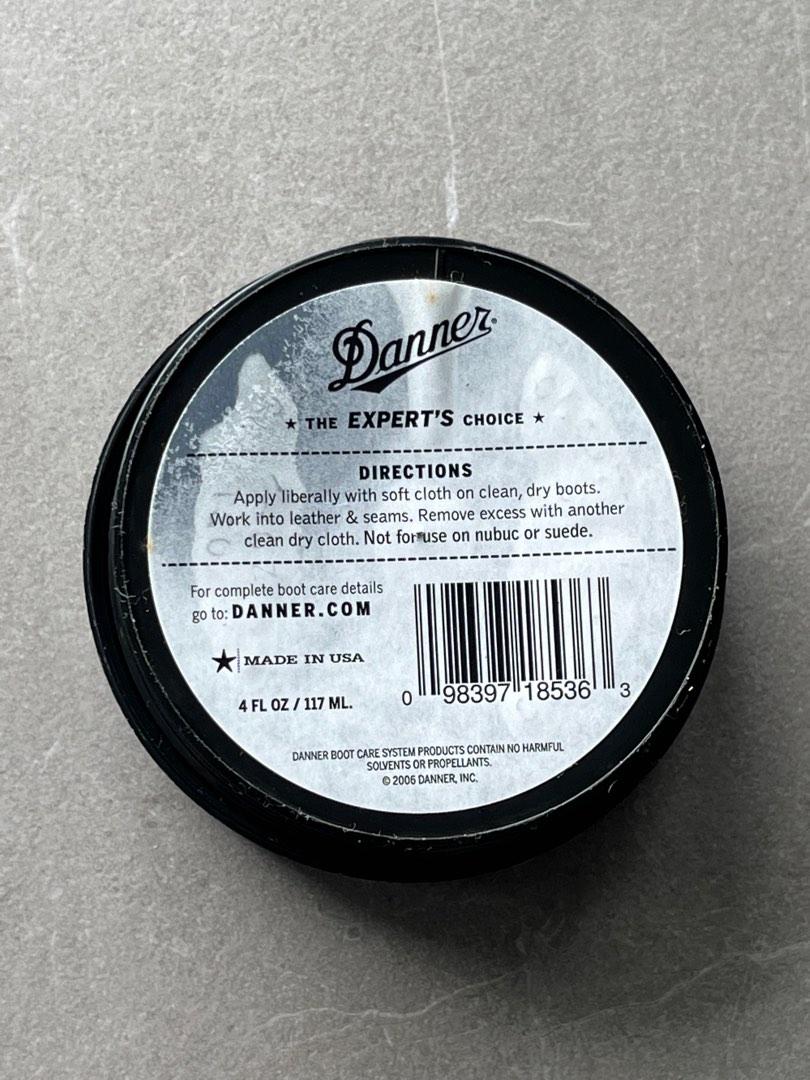 Danner®
★ THE EXPERT'S CHOICE ★
DIRECTIONS
Apply liberally with soft cloth on clean, dry boots.
Work into leather & seams. Remove excess with another
clean dry cloth. Not for use on nubuc or suede.
For complete boot care details
go to: DANNER.COM
★ MADE IN USA
4 FL OZ / 117 ML.
0 98397 18536 3
DANNER BOOT CARE SYSTEM PRODUCTS CONTAIN NO HARMFUL
SOLVENTS OR PROPELLANTS.
© 2006 DANNER, INC.